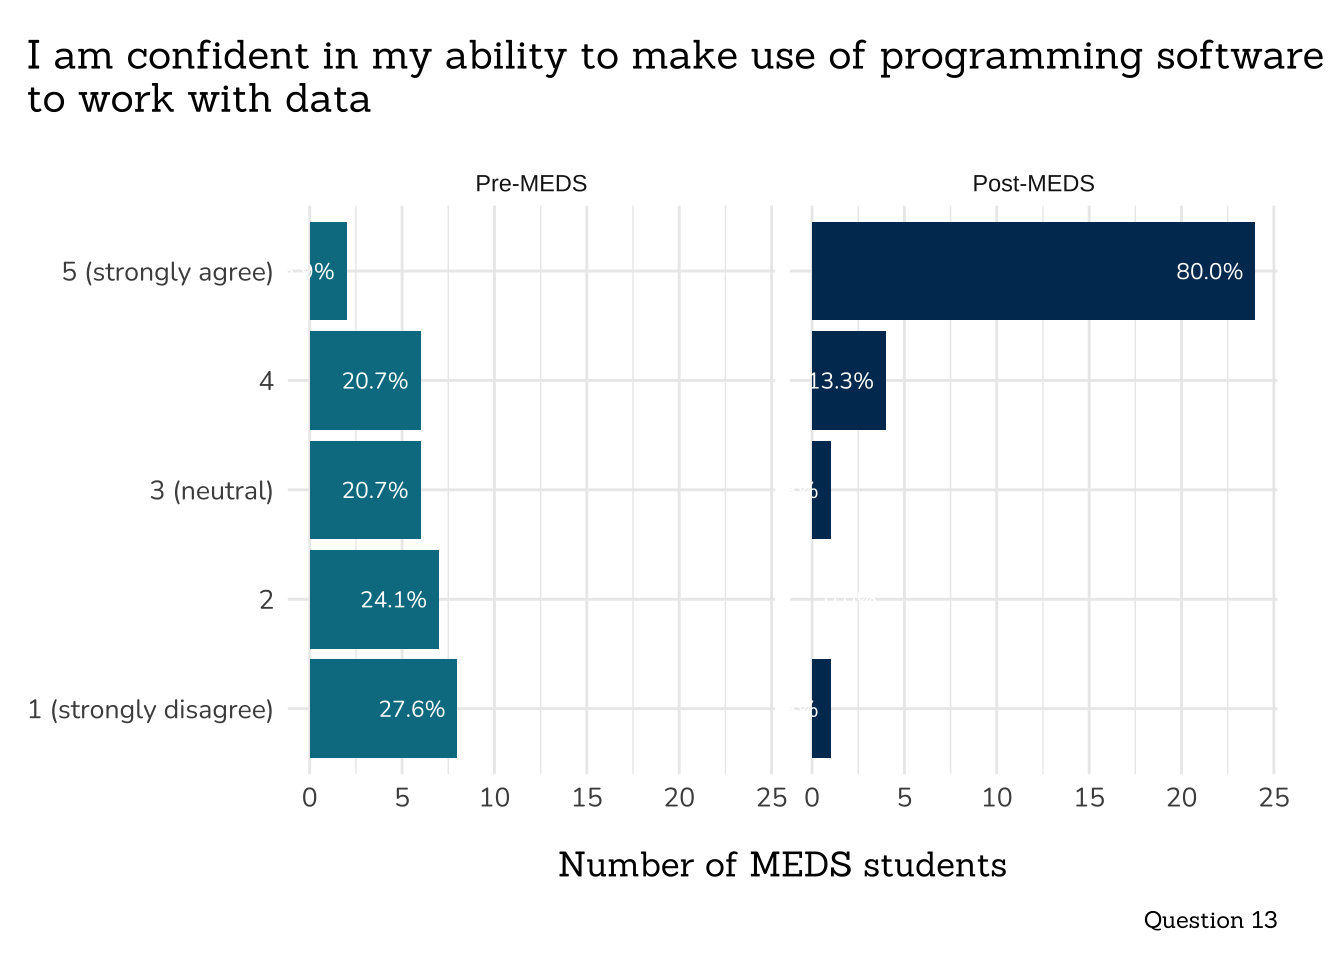 I am confident in my ability to make use of programming software
to work with data
Pre-MEDS
Post-MEDS
5 (strongly agree)
80.0%
4
20.7%
13.3%
3 (neutral)
20.7%
2
24.1%
1 (strongly disagree)
27.6%
0 5 10 15 20 25 0 5 10 15 20 25
Number of MEDS students
Question 13